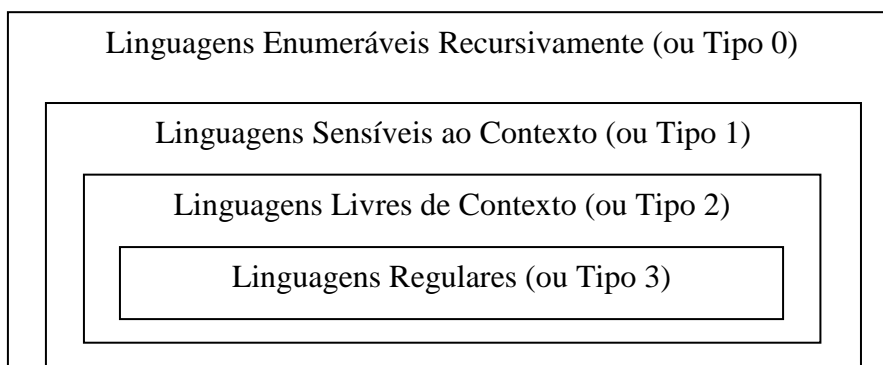 Linguagens Enumeráveis Recursivamente (ou Tipo 0)
Linguagens Sensíveis ao Contexto (ou Tipo 1)
Linguagens Livres de Contexto (ou Tipo 2)
Linguagens Regulares (ou Tipo 3)